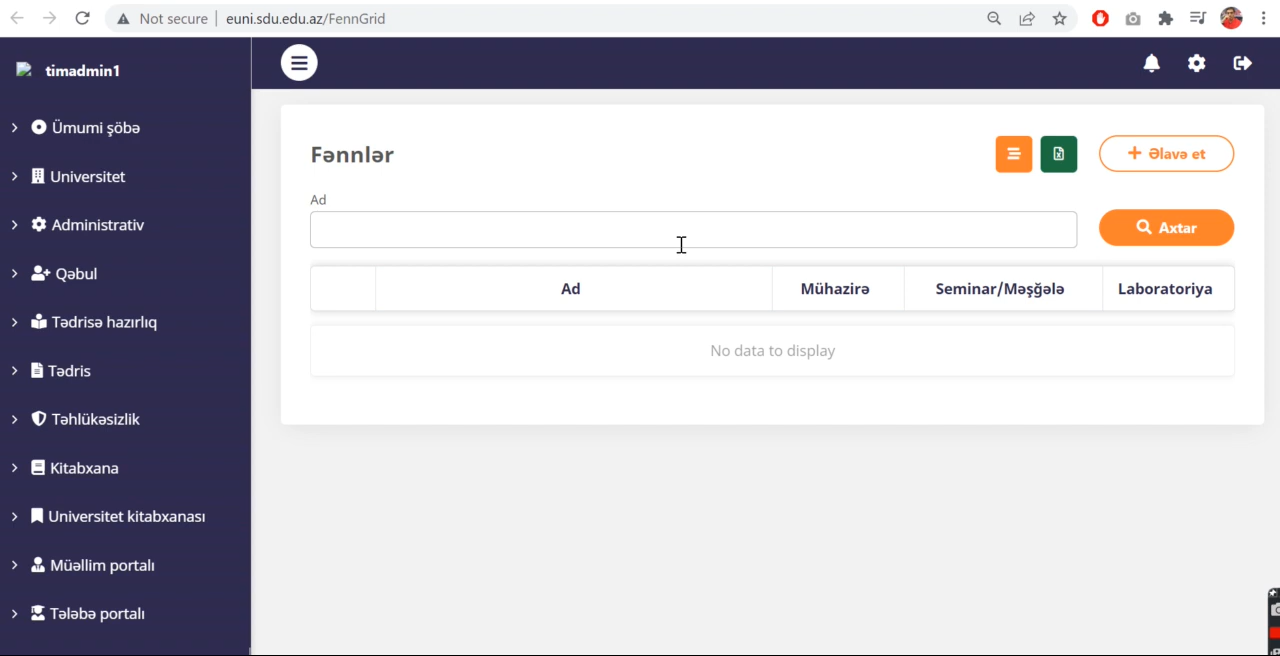 Not secure | euni.sdu.edu.az/FennGrid
timadmin1
Ümumi şöbə
Universitet
Administrativ
Qəbul
Tədrisə hazırlıq
Tədris
Təhlükəsizlik
Kitabxana
Universitet kitabxanası
Müəllim portalı
Tələbə portalı
Fənnlər
Əlavə et
Ad
Axtar
Ad Mühazirə Seminar/Məşğələ Laboratoriya
No data to display